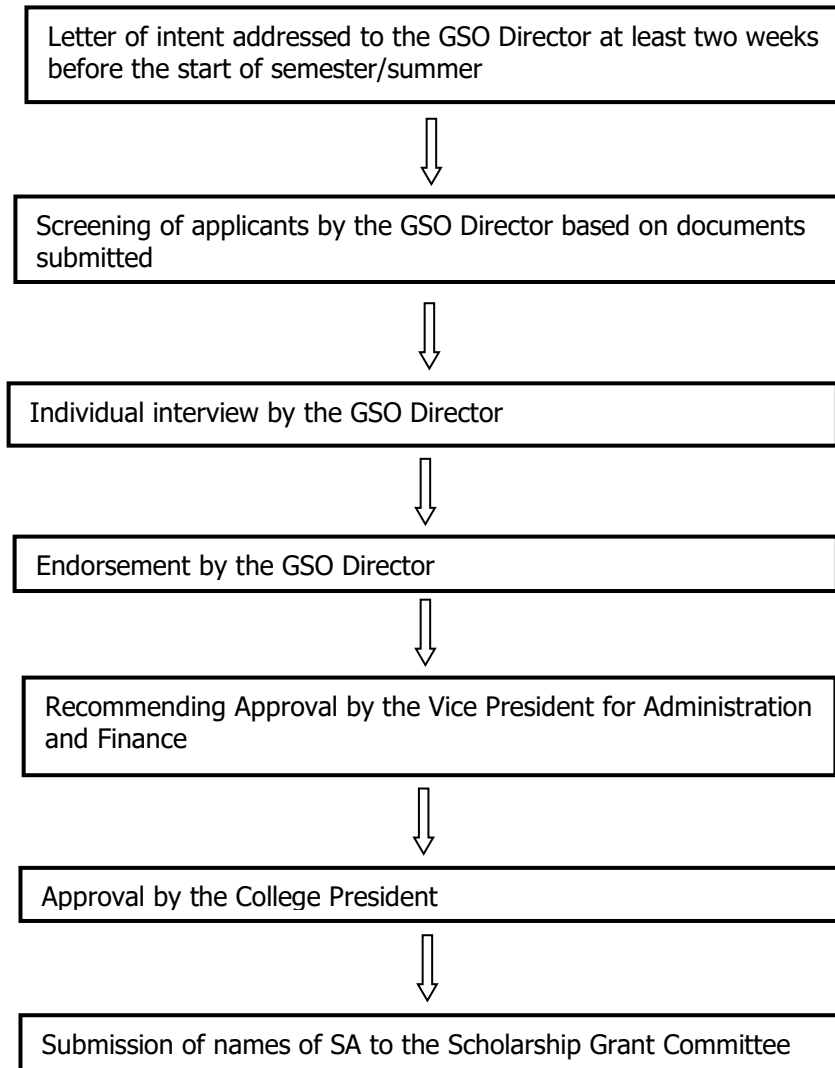 Letter of intent addressed to the GSO Director at least two weeks
before the start of semester/summer
Screening of applicants by the GSO Director based on documents
submitted
Individual interview by the GSO Director
Endorsement by the GSO Director
Recommending Approval by the Vice President for Administration
and Finance
Approval by the College President
Submission of names of SA to the Scholarship Grant Committee